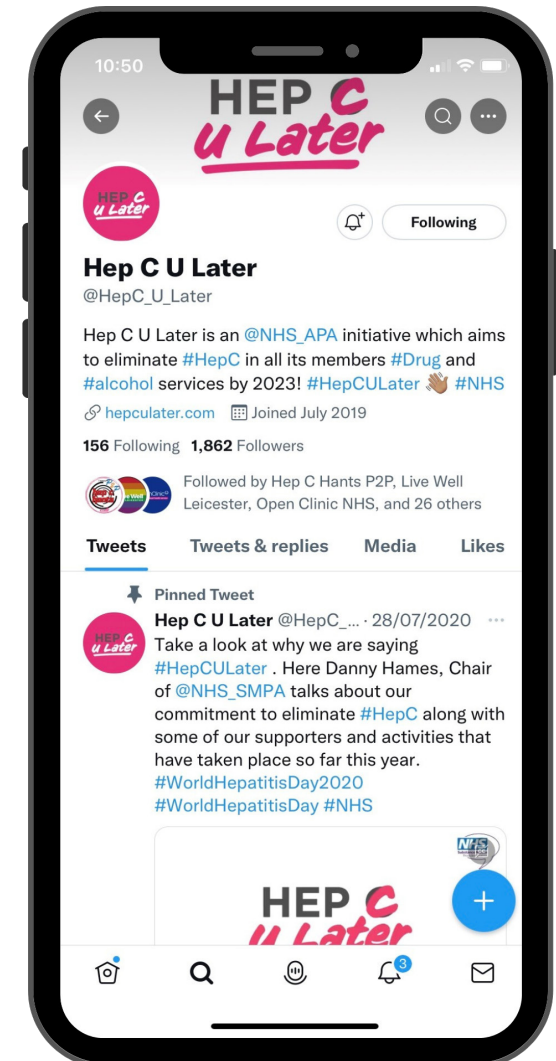 10:50
HEP C
U Later
HEP C
U Later
Following
Hep C U Later
@HepC_U_Later
Hep C U Later is an @NHS_APA initiative which aims
to eliminate #HepC in all its members #Drug and
#alcohol services by 2023! #HepCULater 👋🏽 #NHS
hepculater.com Joined July 2019
156 Following 1,862 Followers
Followed by Hep C Hants P2P, Live Well
Leicester, Open Clinic NHS, and 26 others
Tweets Tweets & replies Media Likes
Pinned Tweet
Hep C U Later @HepC_... · 28/07/2020 ...
HEP C
U Later
Take a look at why we are saying
#HepCULater . Here Danny Hames, Chair
of @NHS_SMPA talks about our
commitment to eliminate #HepC along with
some of our supporters and activities that
have taken place so far this year.
#WorldHepatitisDay2020
#WorldHepatitisDay #NHS
NHS
HEP C
U Later
3